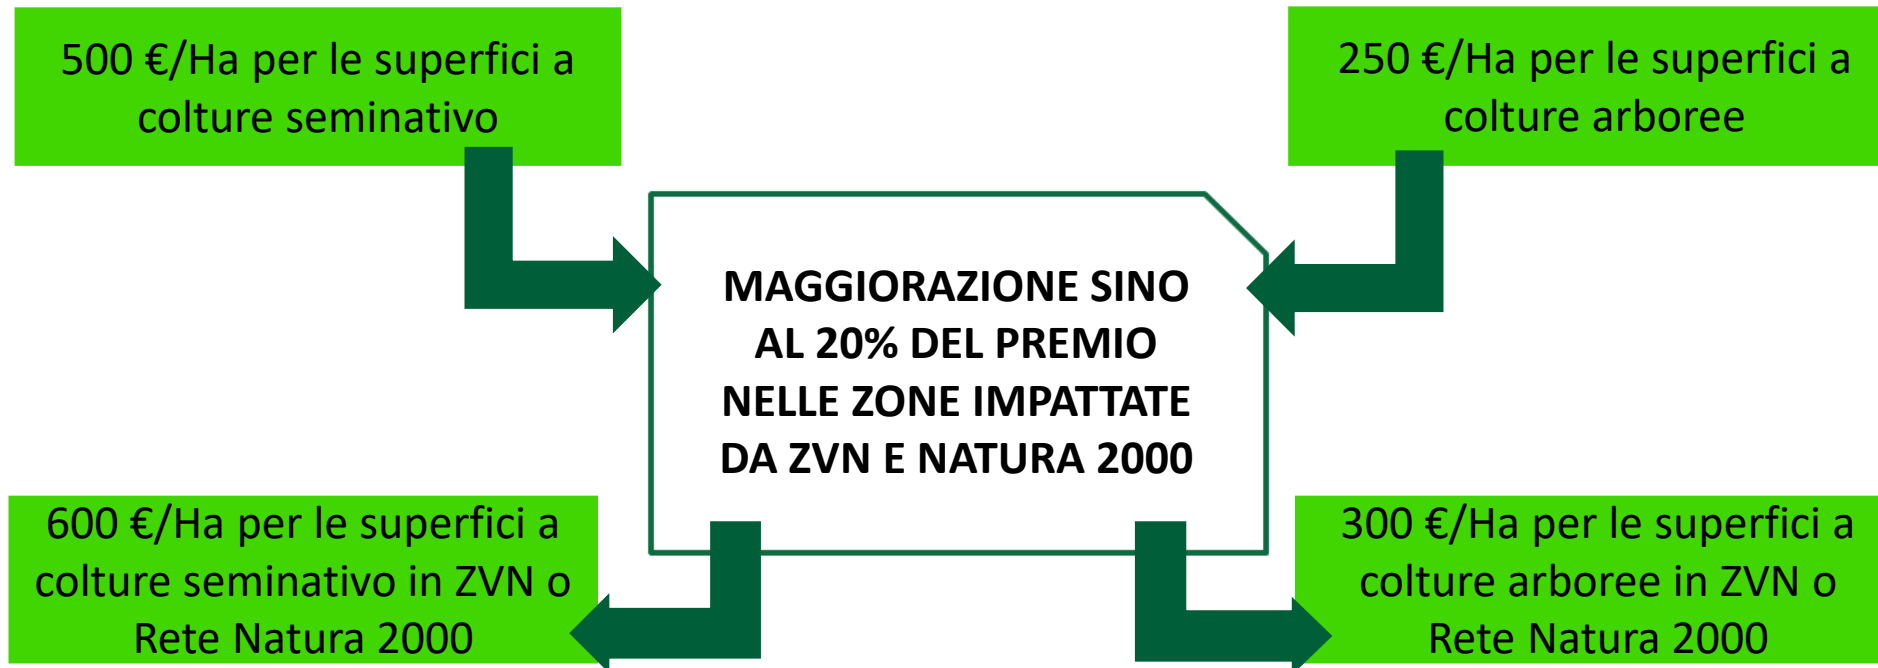 500 €/Ha per le superfici a
colture seminativo
250 €/Ha per le superfici a
colture arboree
MAGGIORAZIONE SINO
AL 20% DEL PREMIO
NELLE ZONE IMPATTATE
DA ZVN E NATURA 2000
600 €/Ha per le superfici a
colture seminativo in ZVN o
Rete Natura 2000
300 €/Ha per le superfici a
colture arboree in ZVN o
Rete Natura 2000